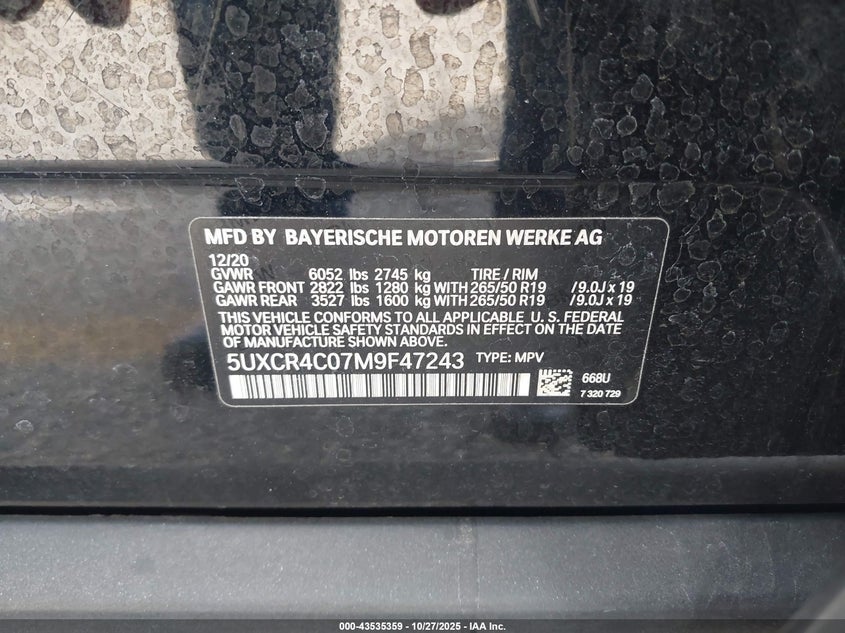 MFD BY BAYERISCHE MOTOREN WERKE AG
12/20
GVWR 6052 lbs 2745 kg TIRE / RIM
GAWR FRONT 2822 lbs 1280 kg WITH 265/50 R19 /9.0J x 19
GAWR REAR 3527 lbs 1600 kg WITH 265/50 R19 /9.0J x 19
THIS VEHICLE CONFORMS TO ALL APPLICABLE U. S. FEDERAL
MOTOR VEHICLE SAFETY STANDARDS IN EFFECT ON THE DATE
OF MANUFACTURE SHOWN ABOVE.
5UXCR4C07M9F47243 TYPE: MPV
668U
7 320 729
000-43535359 | 10/27/2025 | IAA Inc.